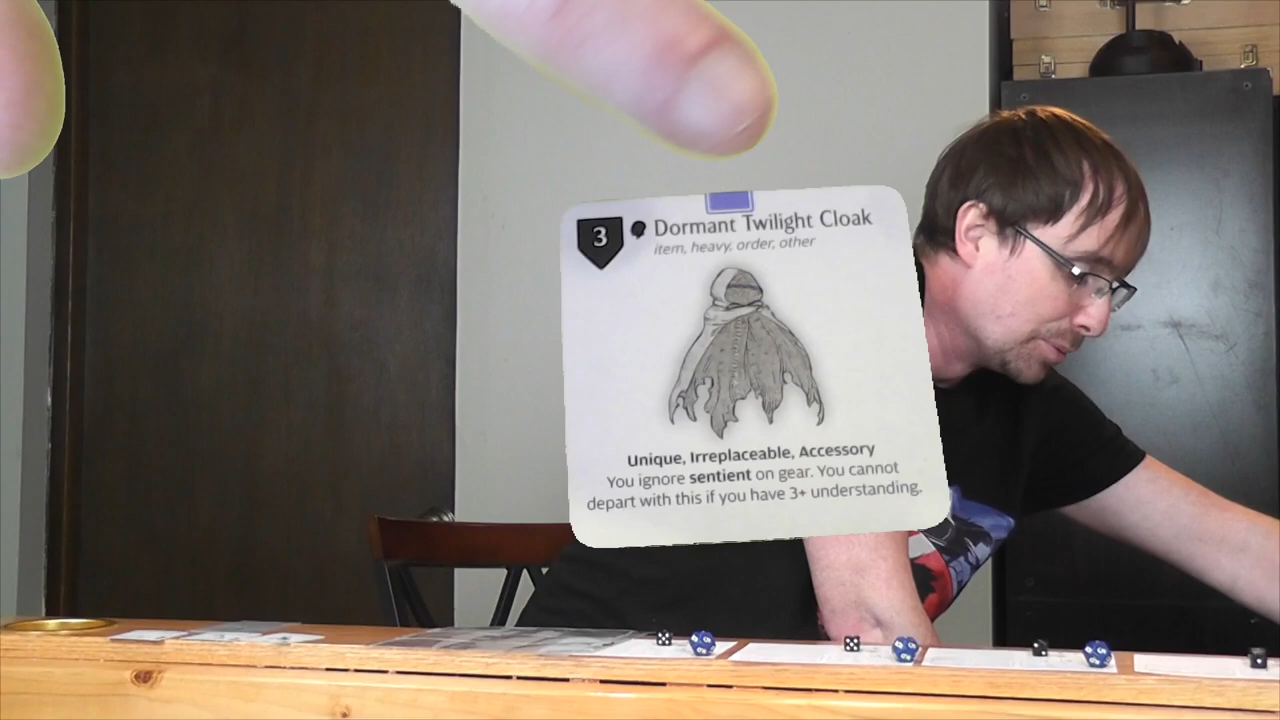 3
Dormant Twilight Cloak
item, heavy, order, other
Unique, Irreplaceable, Accessory
You ignore sentient on gear. You cannot
depart with this if you have 3+ understanding.